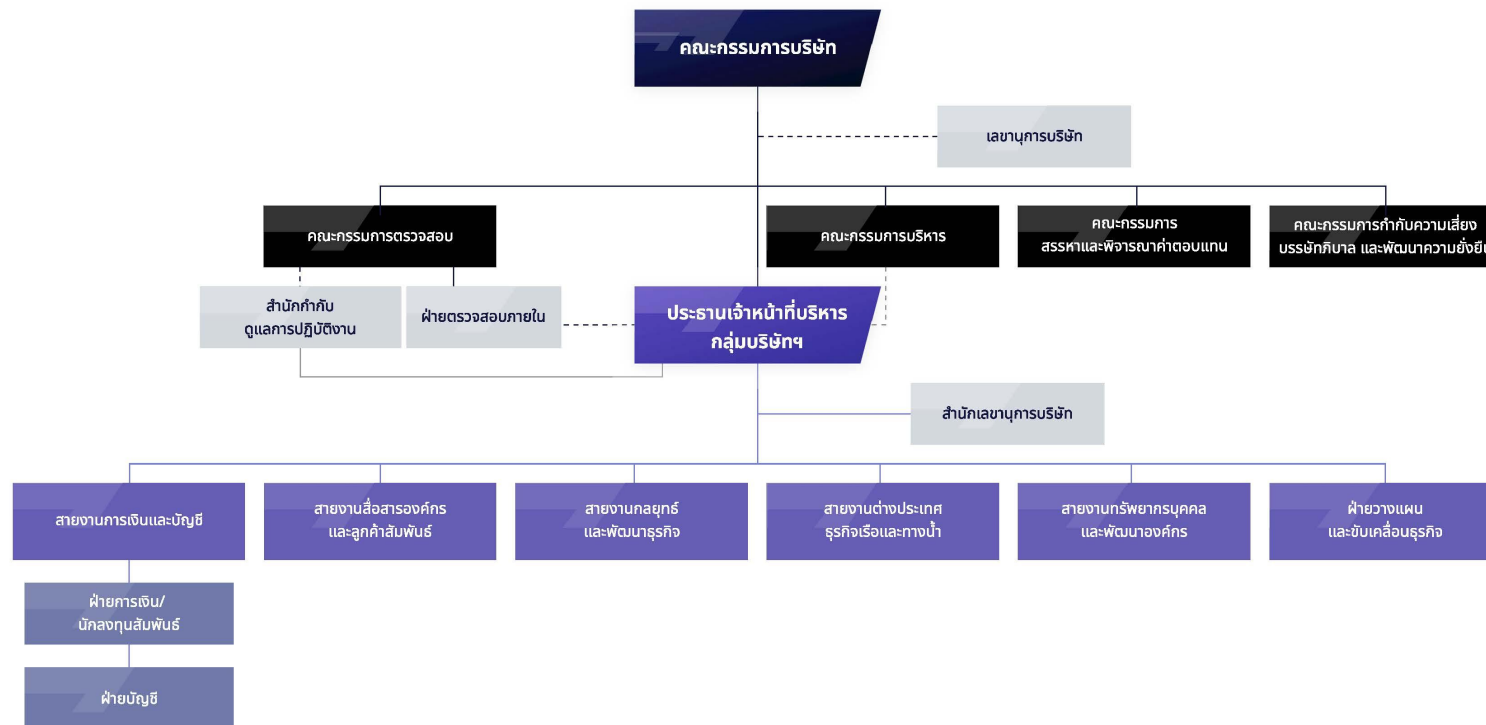 คณะกรรมการบริษัท
เลขานุการบริษัท
คณะกรรมการตรวจสอบ
คณะกรรมการบริหาร
คณะกรรมการ
สรรหาและพิจารณาค่าตอบแทน
คณะกรรมการกำกับความเสี่ยง
บรรษัทภิบาล และพัฒนาความยั่งยืน
สำนักกำกับ
ดูแลการปฏิบัติงาน
ฝ่ายตรวจสอบภายใน
ประธานเจ้าหน้าที่บริหาร
กลุ่มบริษัทฯ
สำนักเลขานุการบริษัท
สายงานการเงินและบัญชี
สายงานสื่อสารองค์กร
และลูกค้าสัมพันธ์
สายงานกลยุทธ์
และพัฒนาธุรกิจ
สายงานต่างประเทศ
ธุรกิจเรือและทางน้ำ
สายงานทรัพยากรบุคคล
และพัฒนาองค์กร
ฝ่ายวางแผน
และขับเคลื่อนธุรกิจ
ฝ่ายการเงิน/
นักลงทุนสัมพันธ์
ฝ่ายบัญชี